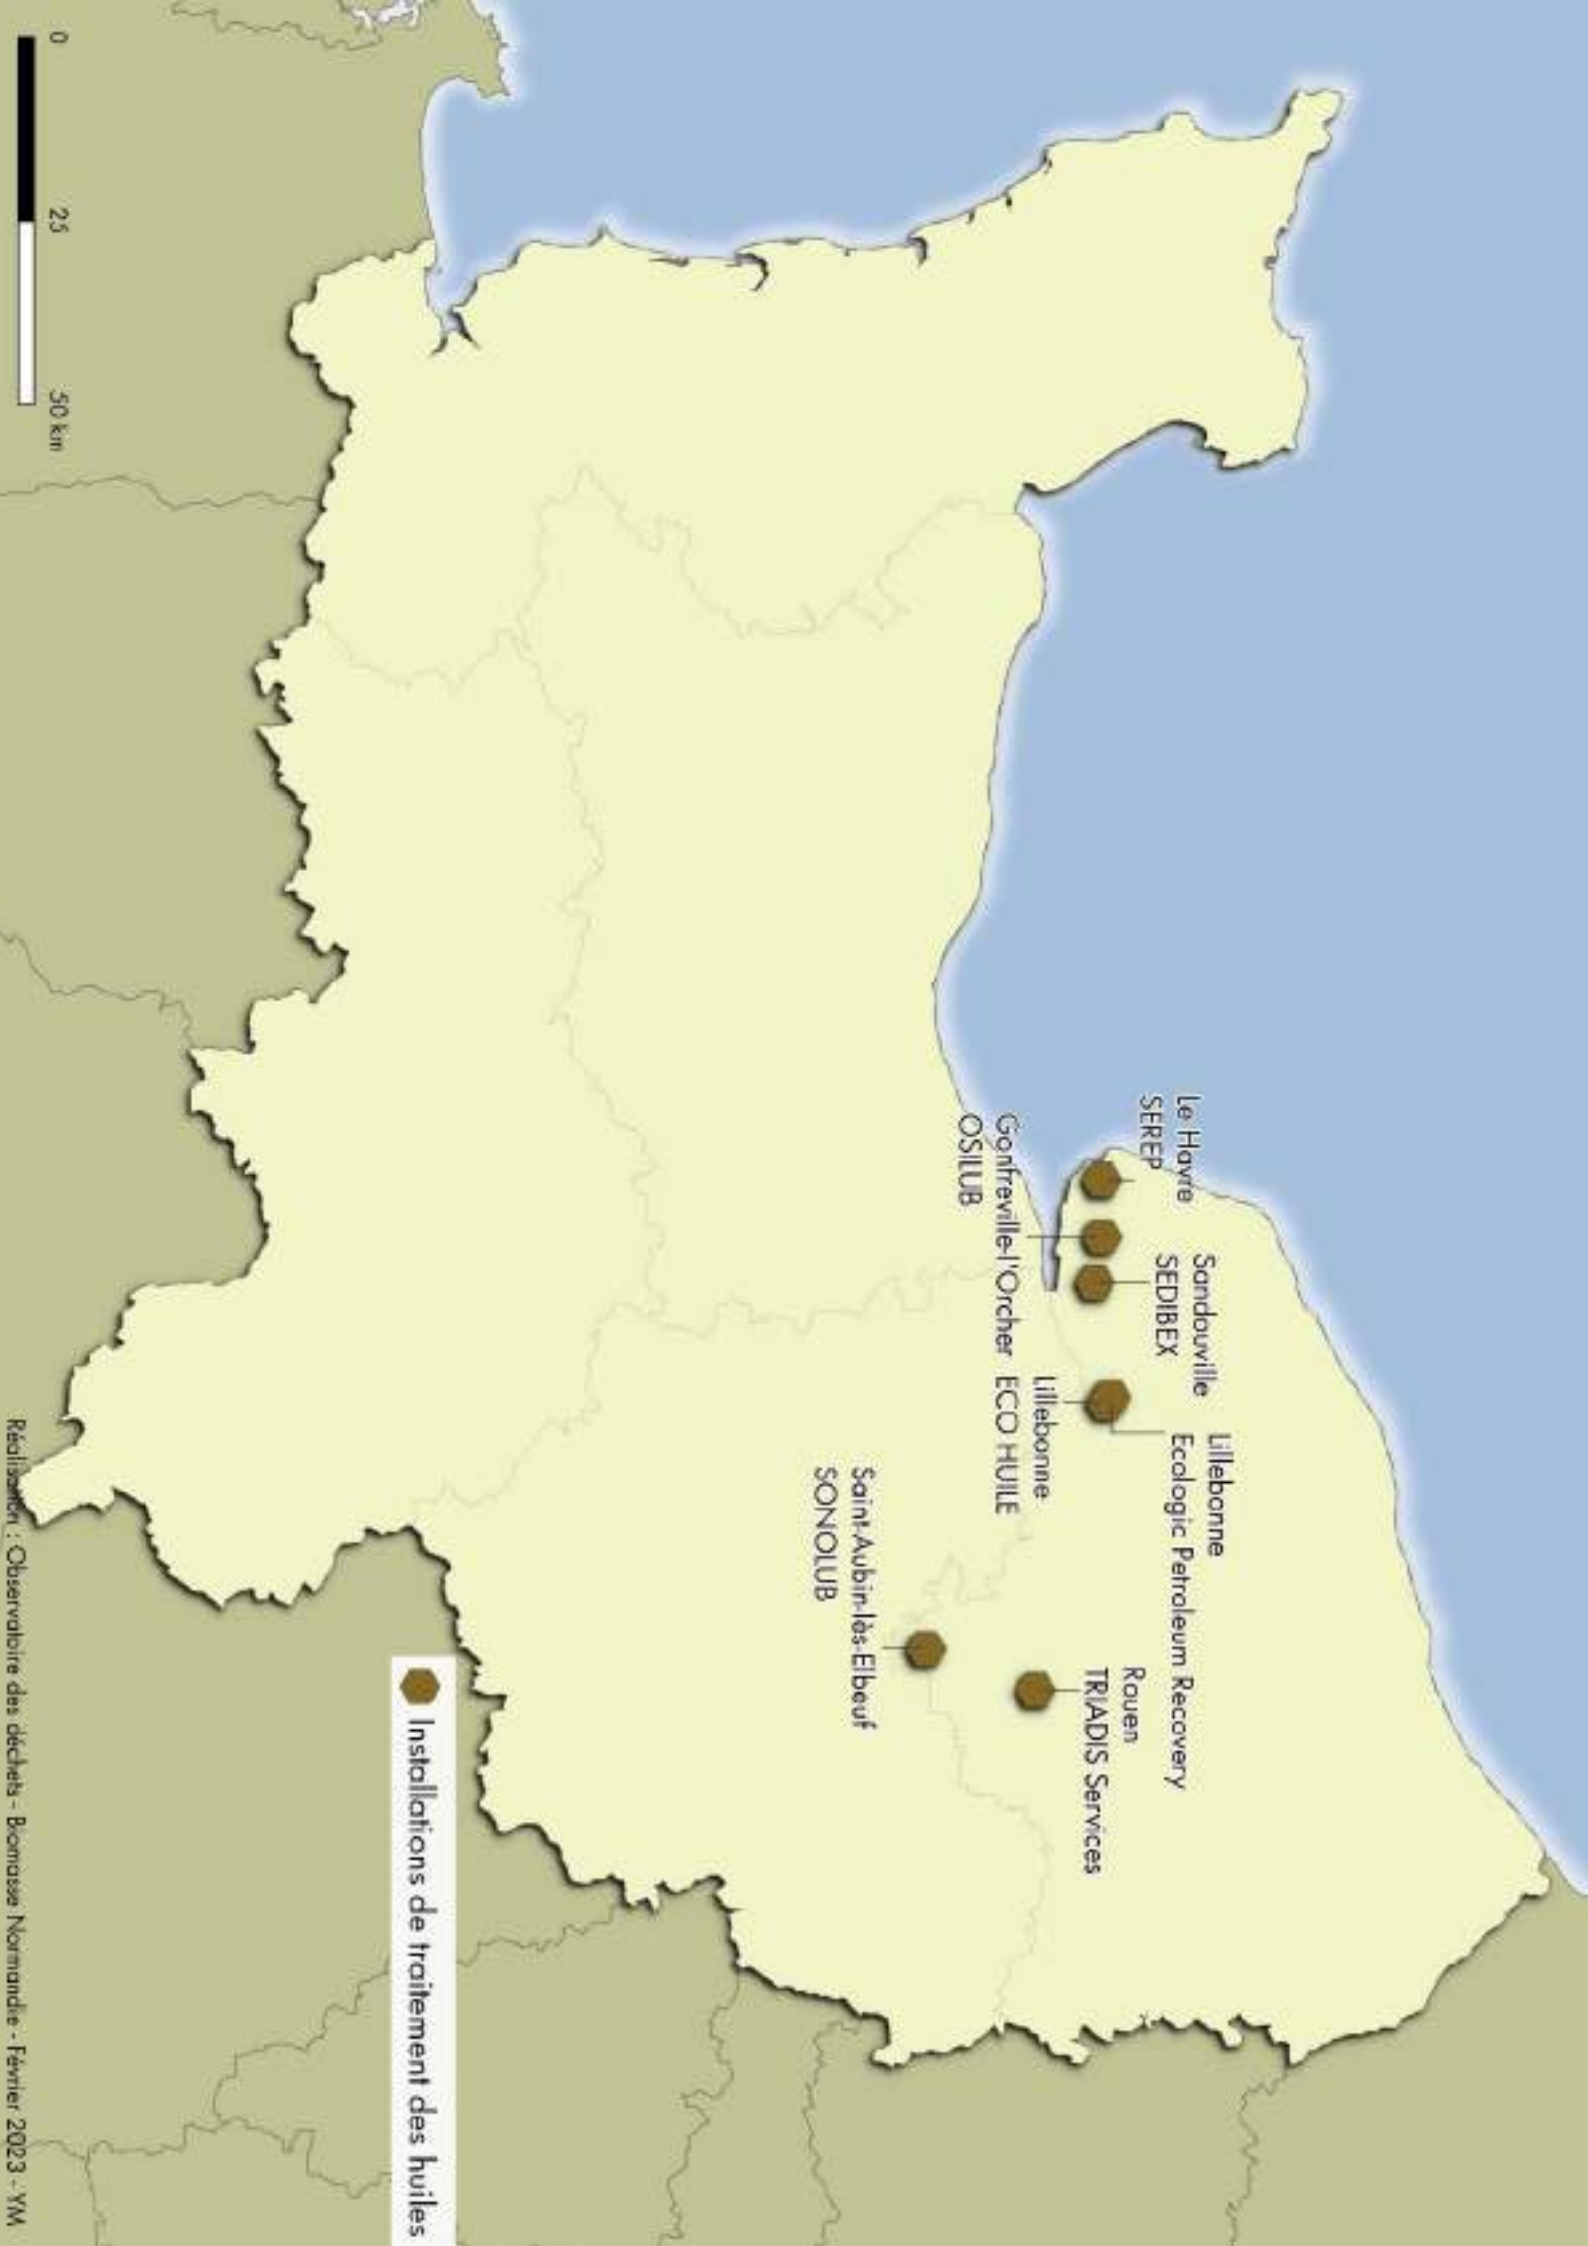 Le Havre
SEREP
Sandouville
SEDIBEX
Lillebonne
Ecologic Petroleum Recovery
Gonfreville-l'Orcher
OSILUB
Lillebonne
ECO HUILE
Rouen
TRIADIS Services
Saint-Aubin-lès-Elbeuf
SONOLUB
Installations de traitement des huiles
0 25 50 km
Réalisation : Observatoire des déchets - Biomasse Normandie - Février 2023 - YM